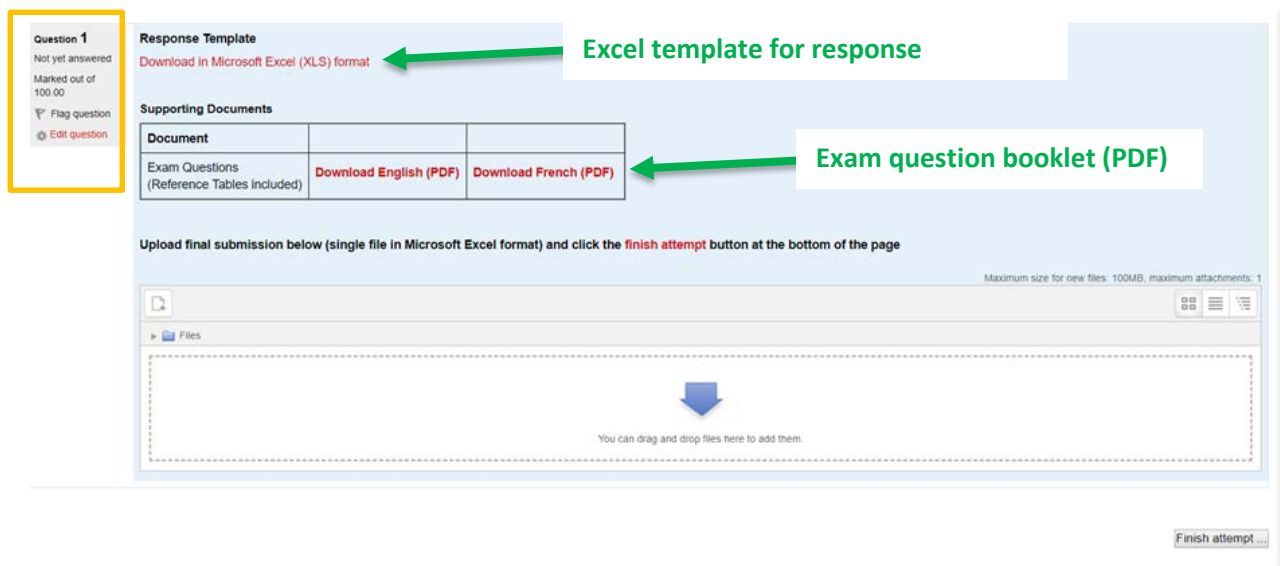 Question 1
Not yet answered
Marked out of
100.00
Flag question
Edit question
Response Template
Download in Microsoft Excel (XLS) format
Excel template for response
Supporting Documents
Document
Exam Questions
(Reference Tables included)
Download English (PDF)
Download French (PDF)
Exam question booklet (PDF)
Upload final submission below (single file in Microsoft Excel format) and click the finish attempt button at the bottom of the page
Maximum size for new files: 100MB, maximum attachments: 1
Files
You can drag and drop files here to add them.
Finish attempt ...